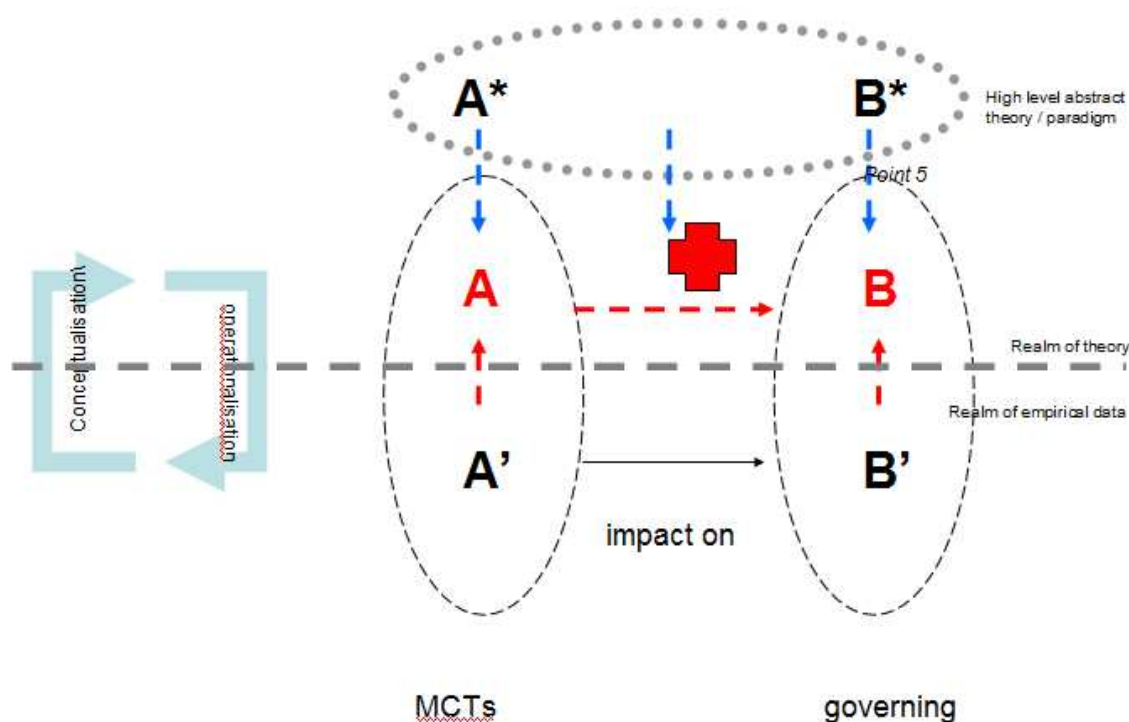 A*
B*
High level abstract
theory / paradigm
Point 5
Conceptualisation\
operationalisation
A
B
Realm of theory
Realm of empirical data
A’
B’
impact on
MCTs
governing